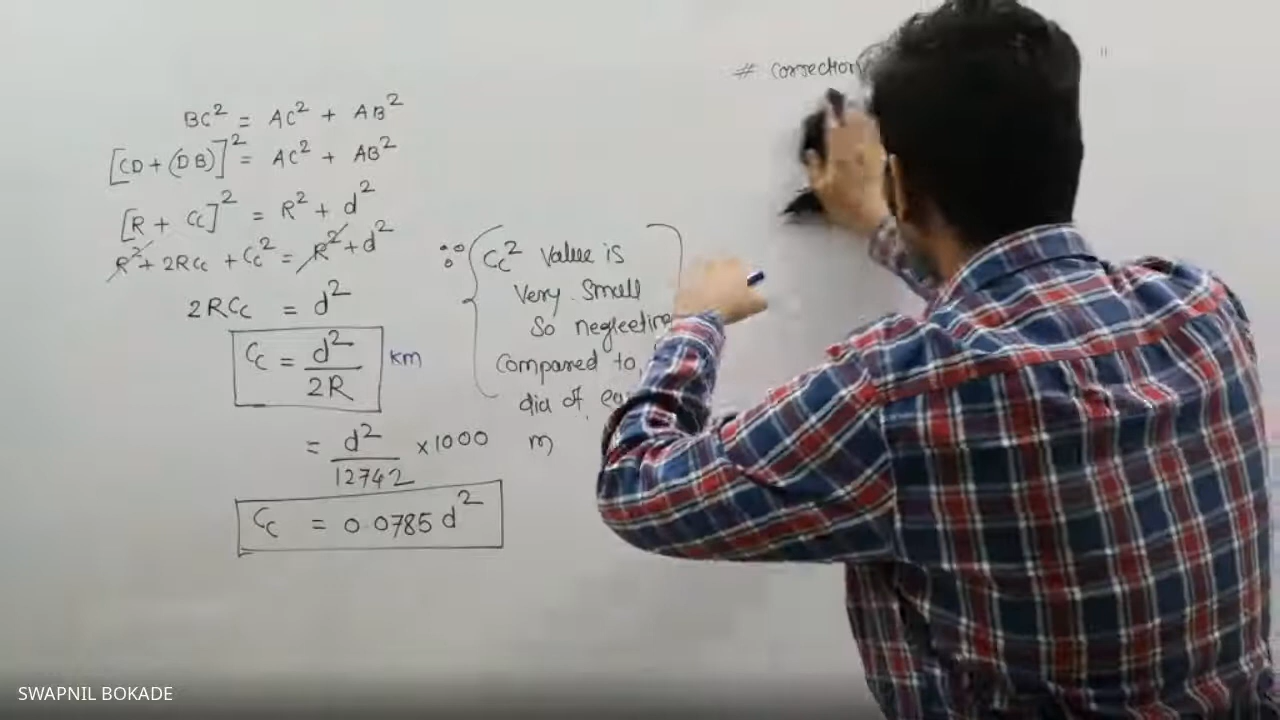 BC² = AC² + AB²
[CD + (DB)]² = AC² + AB²
[R + Cc]² = R² + d²
R² + 2RCc + Cc² = R² + d²
2RCc = d²
Cc = d²/2R km
= d²/12742 × 1000 m
Cc = 0.0785 d²
∵ { Cc² value is
very small
So neglecting
compared to
dia of
# correction
SWAPNIL BOKADE